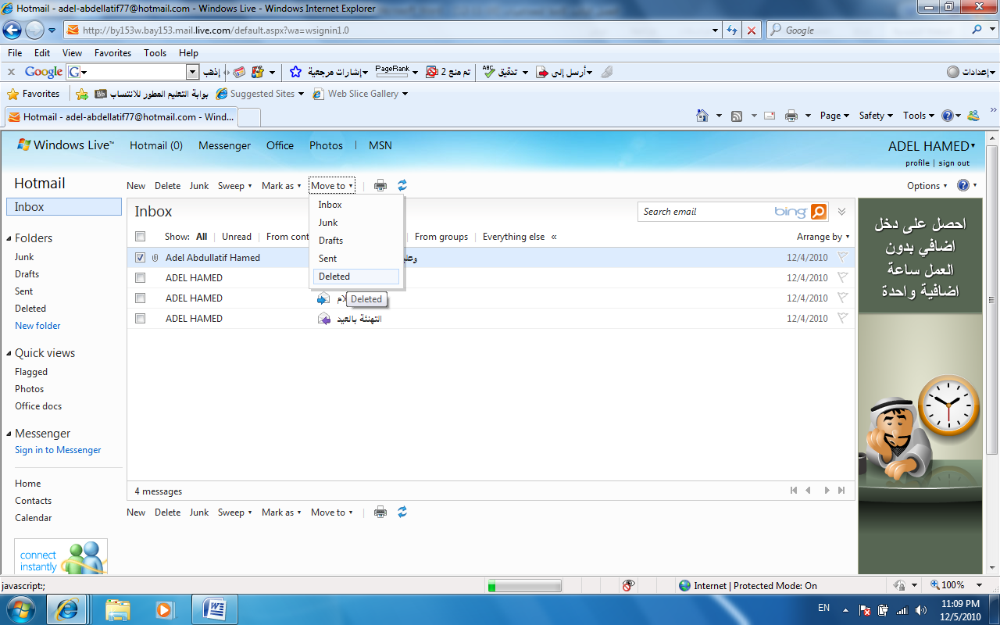 Hotmail - adel-abdellatif77@hotmail.com - Windows Live - Windows Internet Explorer
http://by153w.bay153.mail.live.com/default.aspx?wa=wsignin1.0
Google
File Edit View Favorites Tools Help
x Google G إذهب إشارات مرجعية PageRank تم منع 2 ABC تدقيق أرسل إلى إعدادات
Favorites Bb بوابة التعليم المطور للانتساب Suggested Sites Web Slice Gallery
Hotmail - adel-abdellatif77@hotmail.com - Wind... Page Safety Tools
Windows Live™ Hotmail (0) Messenger Office Photos | MSN ADEL HAMED
profile | sign out
Hotmail
New Delete Junk Sweep Mark as Move to Options
Inbox
Folders
Junk
Drafts
Sent
Deleted
New folder
Quick views
Flagged
Photos
Office docs
Messenger
Sign in to Messenger
Home
Contacts
Calendar
connect
instantly
Inbox
Search email bing
Show: All Unread From cont From groups Everything else « Arrange by
Inbox
Junk
Drafts
Sent
Deleted
Deleted
Adel Abdullatif Hamed 12/4/2010
ADEL HAMED 12/4/2010
ADEL HAMED 12/4/2010
ADEL HAMED التهنئة بالعيد 12/4/2010
4 messages
New Delete Junk Sweep Mark as Move to
احصل على دخل
اضافي بدون
العمل ساعة
اضافية واحدة
javascript:; Internet | Protected Mode: On 100%
EN
11:09 PM
12/5/2010